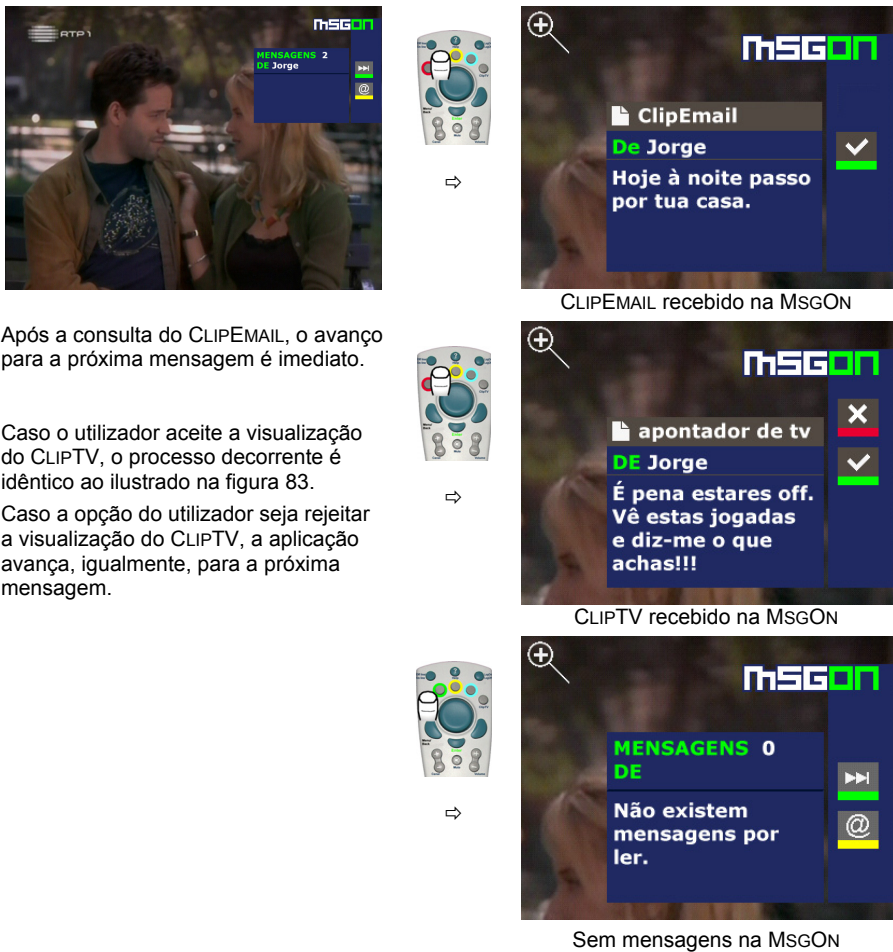 RTP1
MSGON
MENSAGENS 2
DE Jorge
@
MSGON
ClipEmail
De Jorge
Hoje à noite passo
por tua casa.
⇨
CLIPEMAIL recebido na MSGON
Após a consulta do CLIPEMAIL, o avanço
para a próxima mensagem é imediato.
Caso o utilizador aceite a visualização
do CLIPTV, o processo decorrente é
idêntico ao ilustrado na figura 83.
Caso a opção do utilizador seja rejeitar
a visualização do CLIPTV, a aplicação
avança, igualmente, para a próxima
mensagem.
⇨
MSGON
apontador de tv
DE Jorge
É pena estares off.
Vê estas jogadas
e diz-me o que
achas!!!
CLIPTV recebido na MSGON
⇨
MSGON
MENSAGENS 0
DE
Não existem
mensagens por
ler.
@
Sem mensagens na MSGON